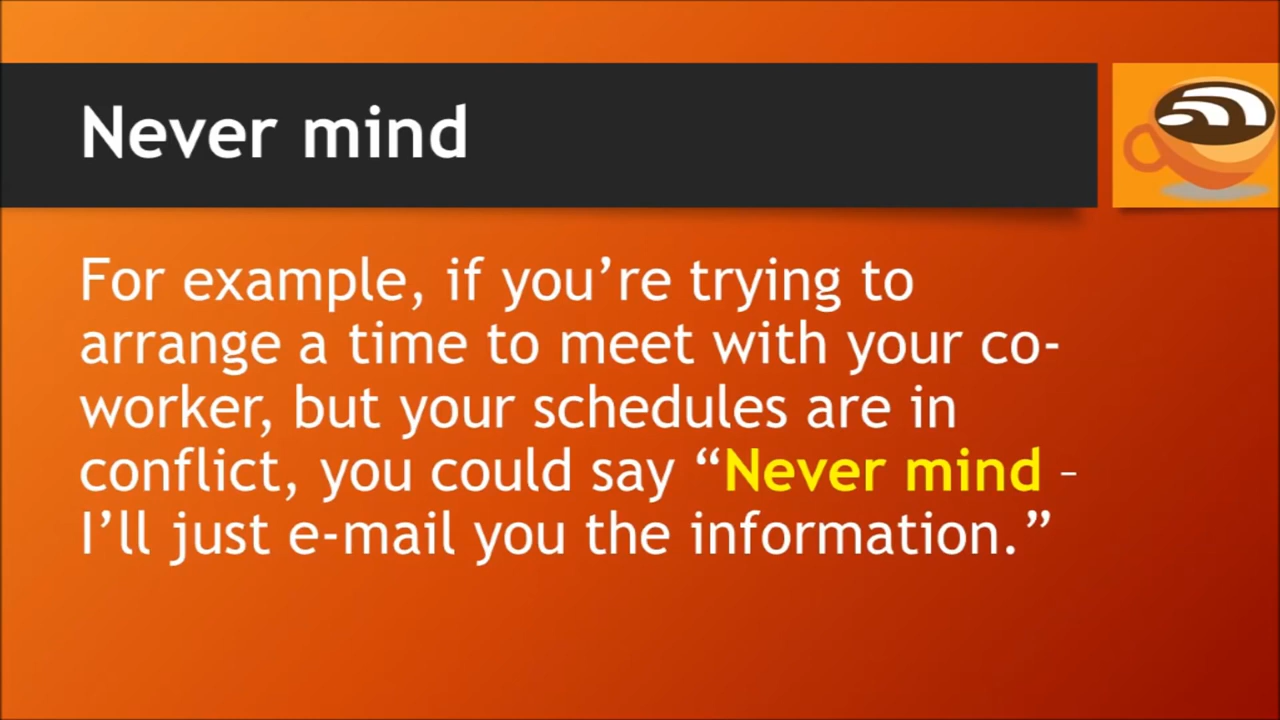 Never mind
For example, if you’re trying to
arrange a time to meet with your co-
worker, but your schedules are in
conflict, you could say “Never mind –
I’ll just e-mail you the information.”